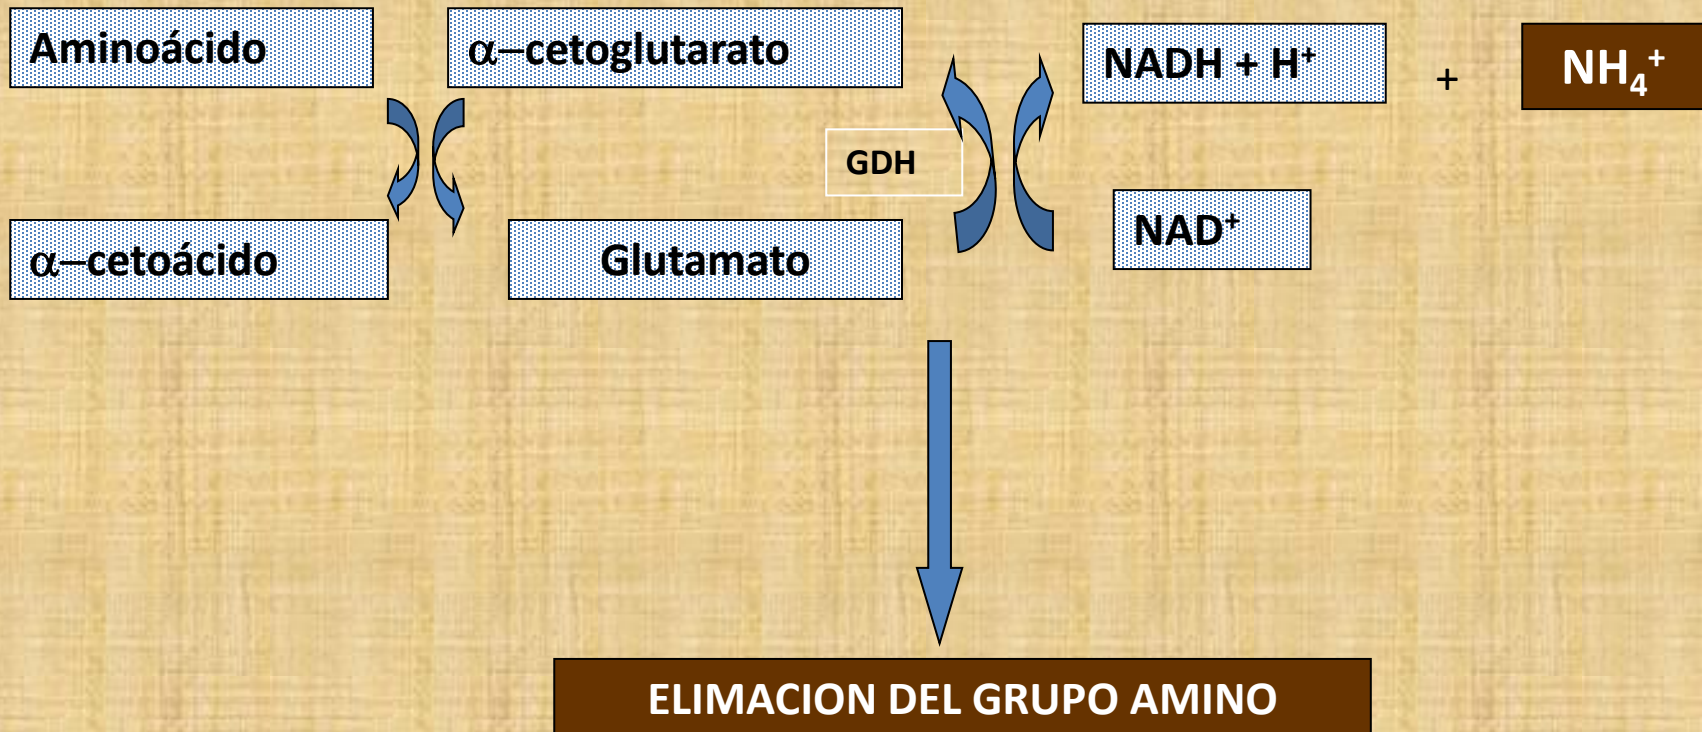 Aminoácido
α–cetoglutarato
NADH + H⁺
+
NH₄⁺
GDH
NAD⁺
α–cetoácido
Glutamato
ELIMACION DEL GRUPO AMINO